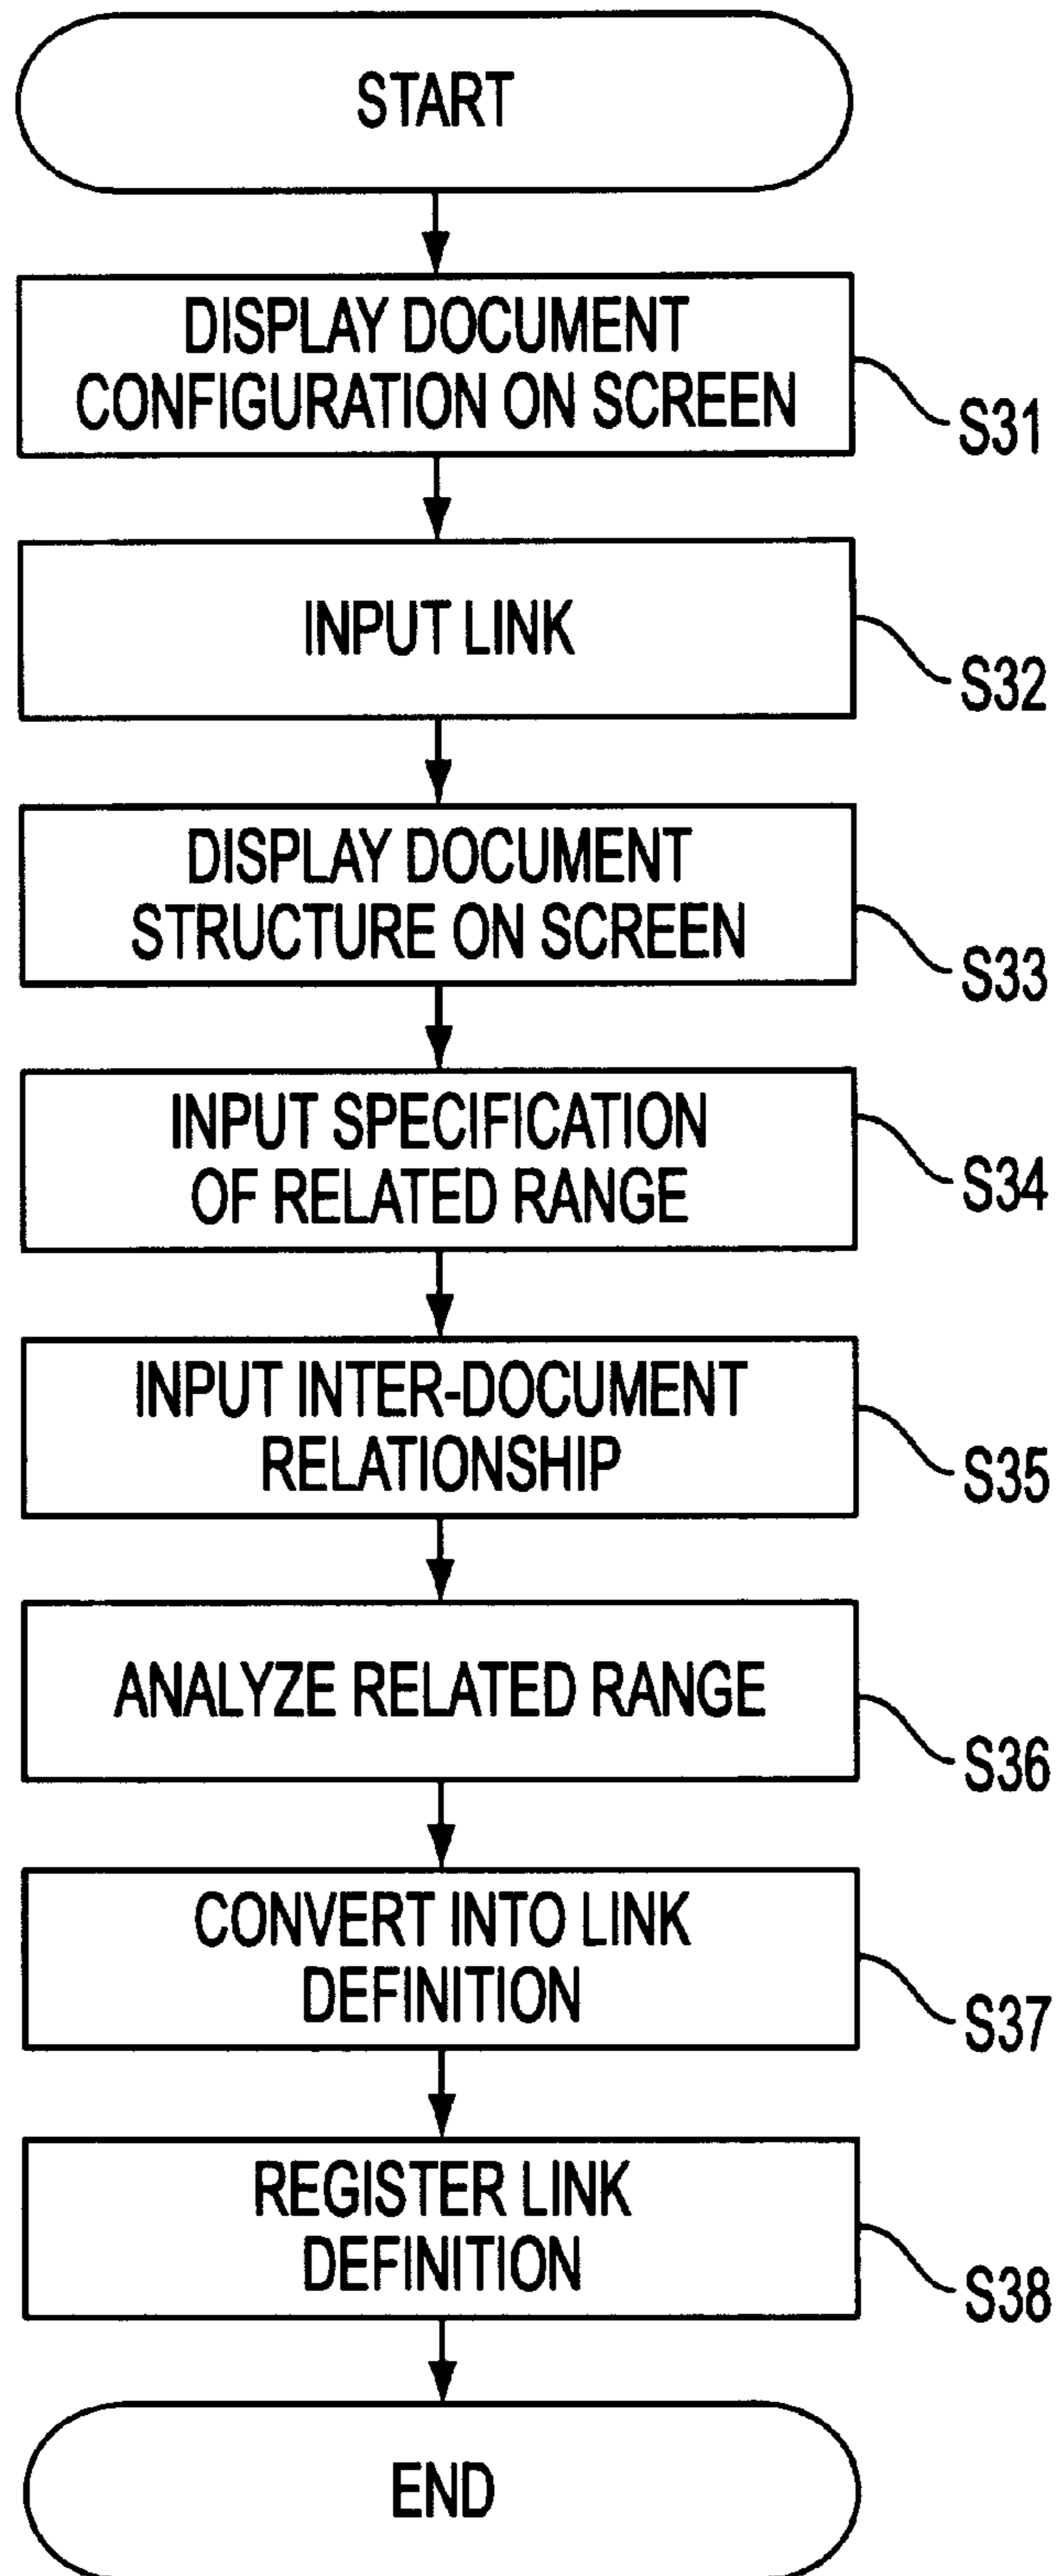 START
DISPLAY DOCUMENT
CONFIGURATION ON SCREEN
S31
INPUT LINK
S32
DISPLAY DOCUMENT
STRUCTURE ON SCREEN
S33
INPUT SPECIFICATION
OF RELATED RANGE
S34
INPUT INTER-DOCUMENT
RELATIONSHIP
S35
ANALYZE RELATED RANGE
S36
CONVERT INTO LINK
DEFINITION
S37
REGISTER LINK
DEFINITION
S38
END